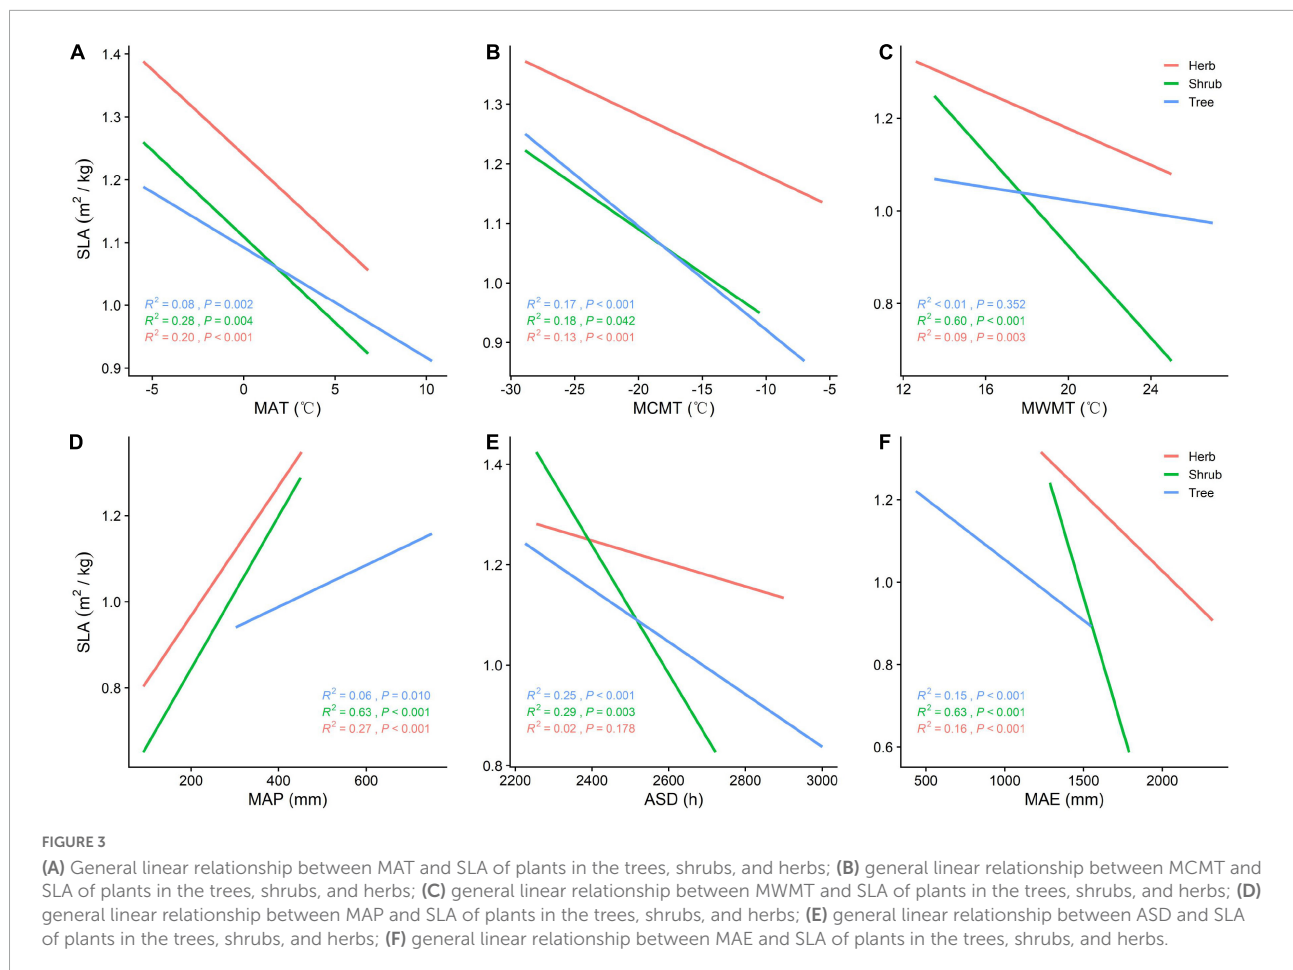 A
SLA (m² / kg)
1.4
1.3
1.2
1.1
1.0
0.9
R² = 0.08 , P = 0.002
R² = 0.28 , P = 0.004
R² = 0.20 , P < 0.001
-5 0 5 10
MAT (℃)
B
1.3
1.2
1.1
1.0
0.9
R² = 0.17 , P < 0.001
R² = 0.18 , P = 0.042
R² = 0.13 , P < 0.001
-30 -25 -20 -15 -10 -5
MCMT (℃)
C
Herb
Shrub
Tree
1.2
1.0
0.8
R² < 0.01 , P = 0.352
R² = 0.60 , P < 0.001
R² = 0.09 , P = 0.003
12 16 20 24
MWMT (℃)
D
SLA (m² / kg)
1.2
1.0
0.8
R² = 0.06 , P = 0.010
R² = 0.63 , P < 0.001
R² = 0.27 , P < 0.001
200 400 600
MAP (mm)
E
1.4
1.2
1.0
0.8
R² = 0.25 , P < 0.001
R² = 0.29 , P = 0.003
R² = 0.02 , P = 0.178
2200 2400 2600 2800 3000
ASD (h)
F
Herb
Shrub
Tree
1.2
1.0
0.8
0.6
R² = 0.15 , P < 0.001
R² = 0.63 , P < 0.001
R² = 0.16 , P < 0.001
500 1000 1500 2000
MAE (mm)
FIGURE 3
(A) General linear relationship between MAT and SLA of plants in the trees, shrubs, and herbs; (B) general linear relationship between MCMT and
SLA of plants in the trees, shrubs, and herbs; (C) general linear relationship between MWMT and SLA of plants in the trees, shrubs, and herbs; (D)
general linear relationship between MAP and SLA of plants in the trees, shrubs, and herbs; (E) general linear relationship between ASD and SLA
of plants in the trees, shrubs, and herbs; (F) general linear relationship between MAE and SLA of plants in the trees, shrubs, and herbs.